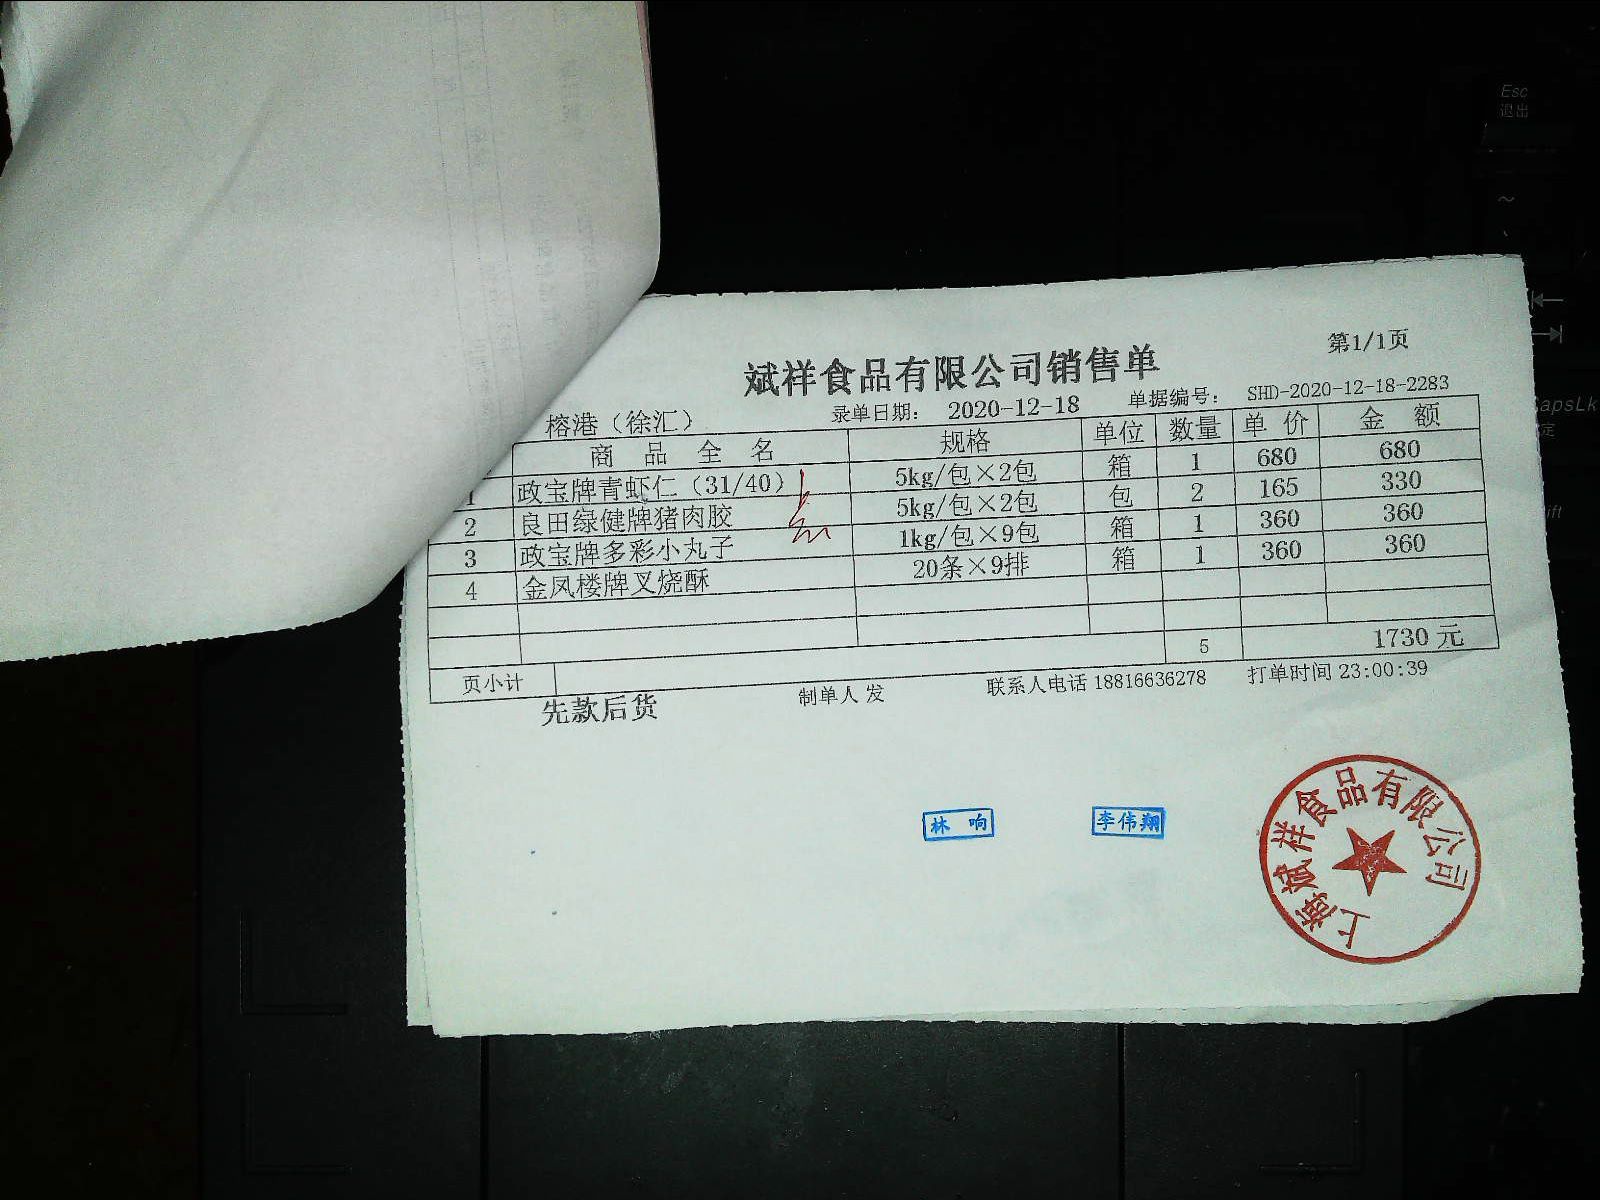 第1/1页
斌祥食品有限公司销售单
榕港（徐汇） 录单日期： 2020-12-18 单据编号： SHD-2020-12-18-2283
商 品 全 名 规格 单位 数量 单 价 金 额
1 政宝牌青虾仁（31/40） 5kg/包×2包 箱 1 680 680
2 良田绿健牌猪肉胶 5kg/包×2包 包 2 165 330
3 政宝牌多彩小丸子 1kg/包×9包 箱 1 360 360
4 金凤楼牌叉烧酥 20条×9排 箱 1 360 360
页小计 5 1730 元
先款后货 制单人 发 联系人电话 18816636278 打单时间 23:00:39
林 响 李伟翔
上海斌祥食品有限公司
Esc
退出
~
CapsLk
定